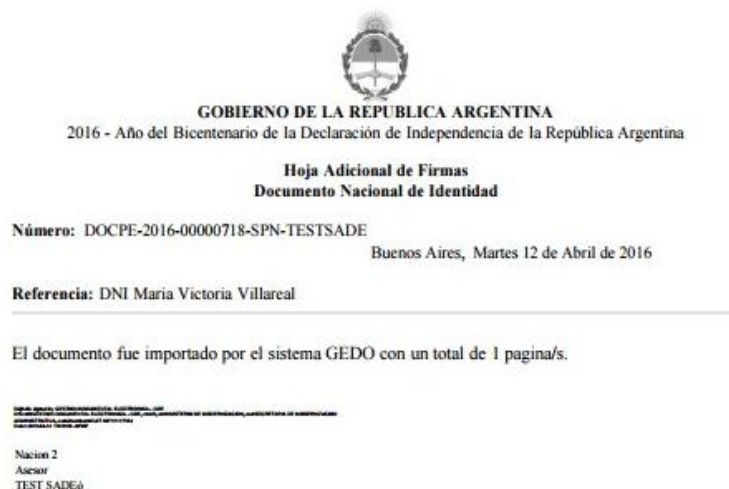 GOBIERNO DE LA REPUBLICA ARGENTINA
2016 - Año del Bicentenario de la Declaración de Independencia de la República Argentina
Hoja Adicional de Firmas
Documento Nacional de Identidad
Número: DOCPE-2016-00000718-SPN-TESTSADE
Buenos Aires, Martes 12 de Abril de 2016
Referencia: DNI Maria Victoria Villareal
El documento fue importado por el sistema GEDO con un total de 1 pagina/s.
Nacion 2
Asesor
TEST SADEó